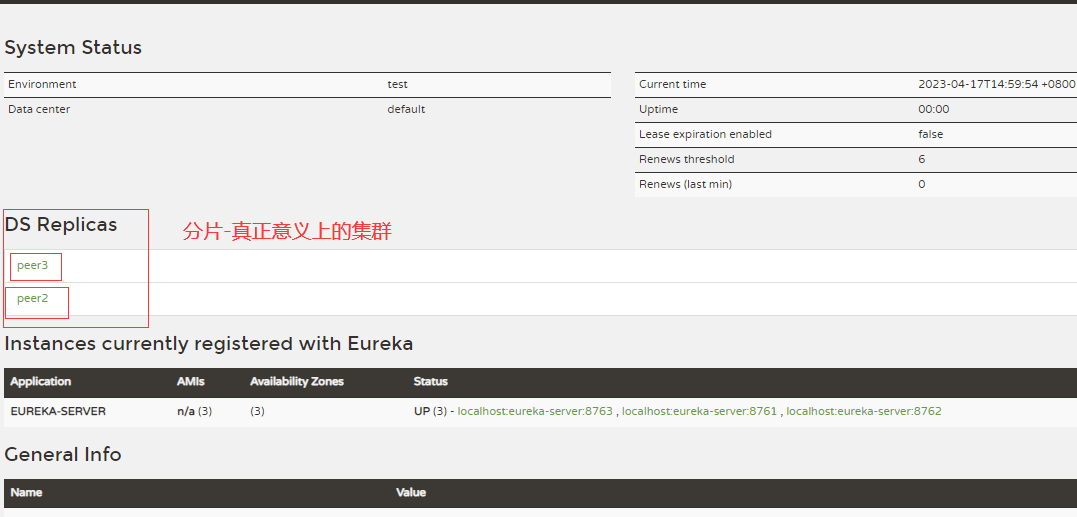 System Status
Environment test
Data center default
Current time 2023-04-17T14:59:54 +0800
Uptime 00:00
Lease expiration enabled false
Renews threshold 6
Renews (last min) 0
DS Replicas
分片-真正意义上的集群
peer3
peer2
Instances currently registered with Eureka
Application AMIs Availability Zones Status
EUREKA-SERVER n/a (3) (3) UP (3) - localhost:eureka-server:8763 , localhost:eureka-server:8761 , localhost:eureka-server:8762
General Info
Name Value